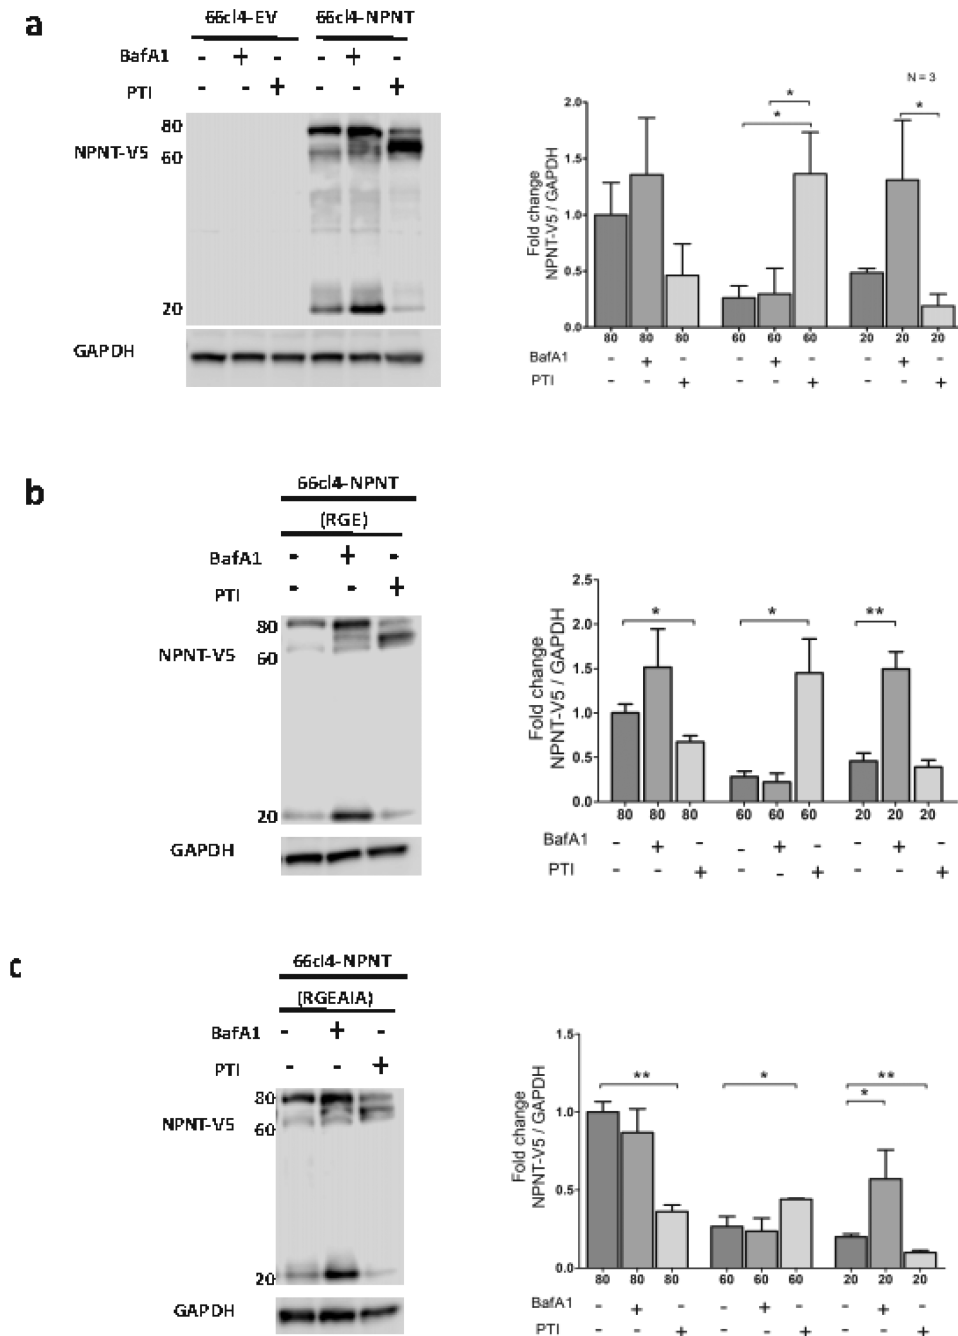 a
66cl4-EV 66cl4-NPNT
BafA1 - + - - + -
PTI - - + - - +
80
NPNT-V5
60
20
GAPDH
N = 3
Fold change
NPNT-V5 / GAPDH
2.0
1.5
1.0
0.5
0.0
* * *
80 80 80 60 60 60 20 20 20
BafA1 - + - - + - - + -
PTI - - + - - + - - +
b
66cl4-NPNT
(RGE)
BafA1 - + -
PTI - - +
80
NPNT-V5
60
20
GAPDH
Fold change
NPNT-V5 / GAPDH
2.5
2.0
1.5
1.0
0.5
0.0
* * **
80 80 80 60 60 60 20 20 20
BafA1 - + - - + - - + -
PTI - - + - - + - - +
c
66cl4-NPNT
(RGEAIA)
BafA1 - + -
PTI - - +
80
NPNT-V5
60
20
GAPDH
Fold change
NPNT-V5 / GAPDH
1.5
1.0
0.5
0.0
** * ** *
80 80 80 60 60 60 20 20 20
BafA1 - + - - + - - + -
PTI - - + - - + - - +